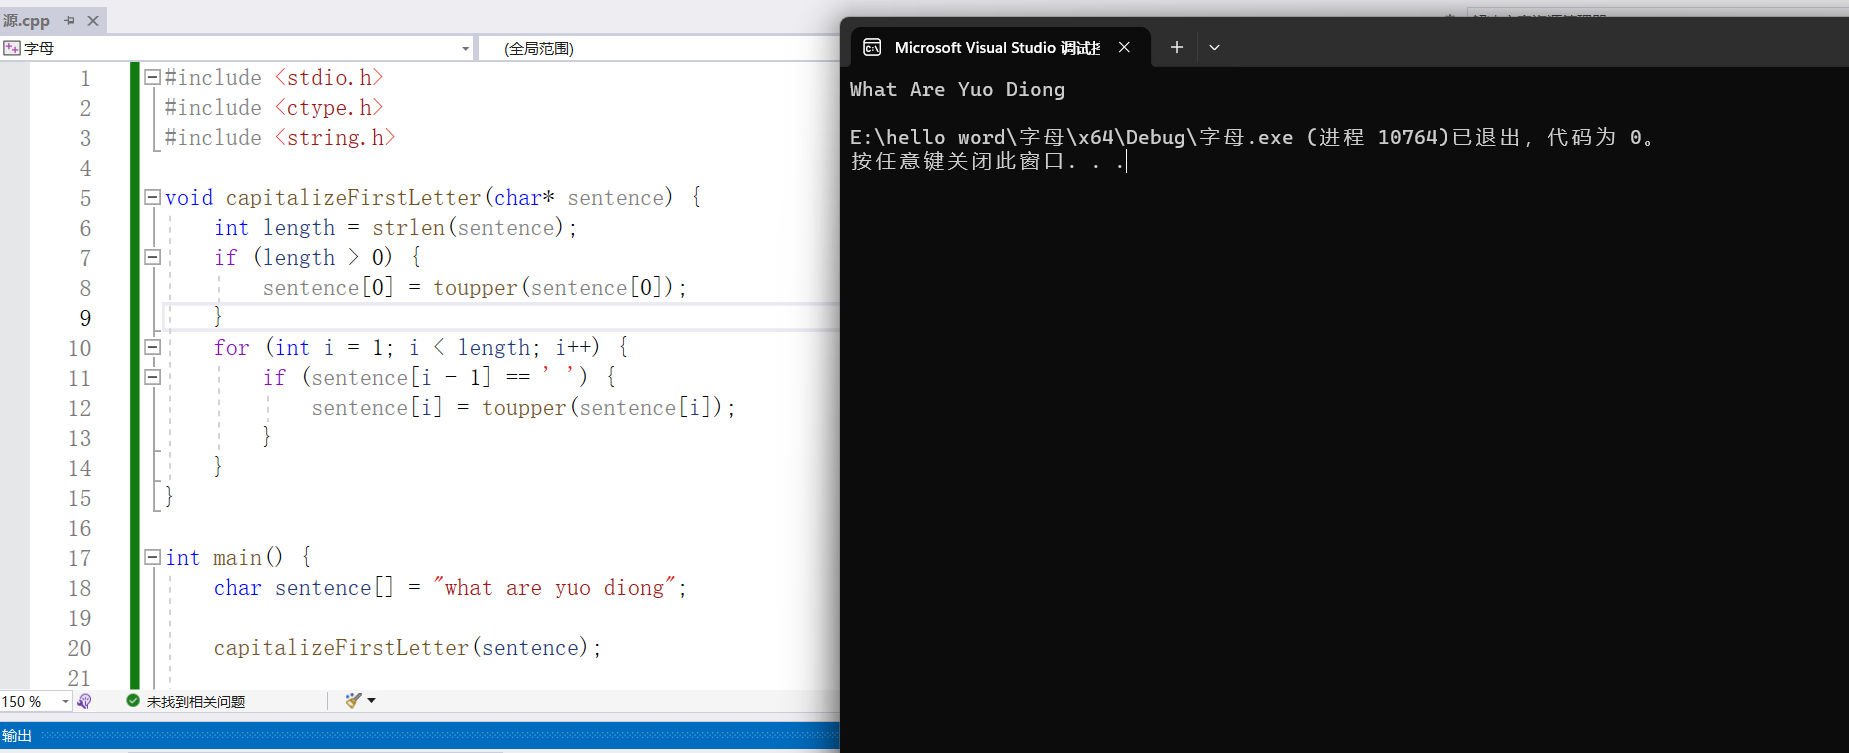 源.cpp
字母
(全局范围)
1 #include <stdio.h>
2 #include <ctype.h>
3 #include <string.h>
4
5 void capitalizeFirstLetter(char* sentence) {
6 int length = strlen(sentence);
7 if (length > 0) {
8 sentence[0] = toupper(sentence[0]);
9 }
10 for (int i = 1; i < length; i++) {
11 if (sentence[i - 1] == ' ') {
12 sentence[i] = toupper(sentence[i]);
13 }
14 }
15 }
16
17 int main() {
18 char sentence[] = "what are yuo diong";
19
20 capitalizeFirstLetter(sentence);
21
150 %
未找到相关问题
输出
Microsoft Visual Studio 调试
What Are Yuo Diong
E:\hello word\字母\x64\Debug\字母.exe (进程 10764)已退出，代码为 0。
按任意键关闭此窗口. . .